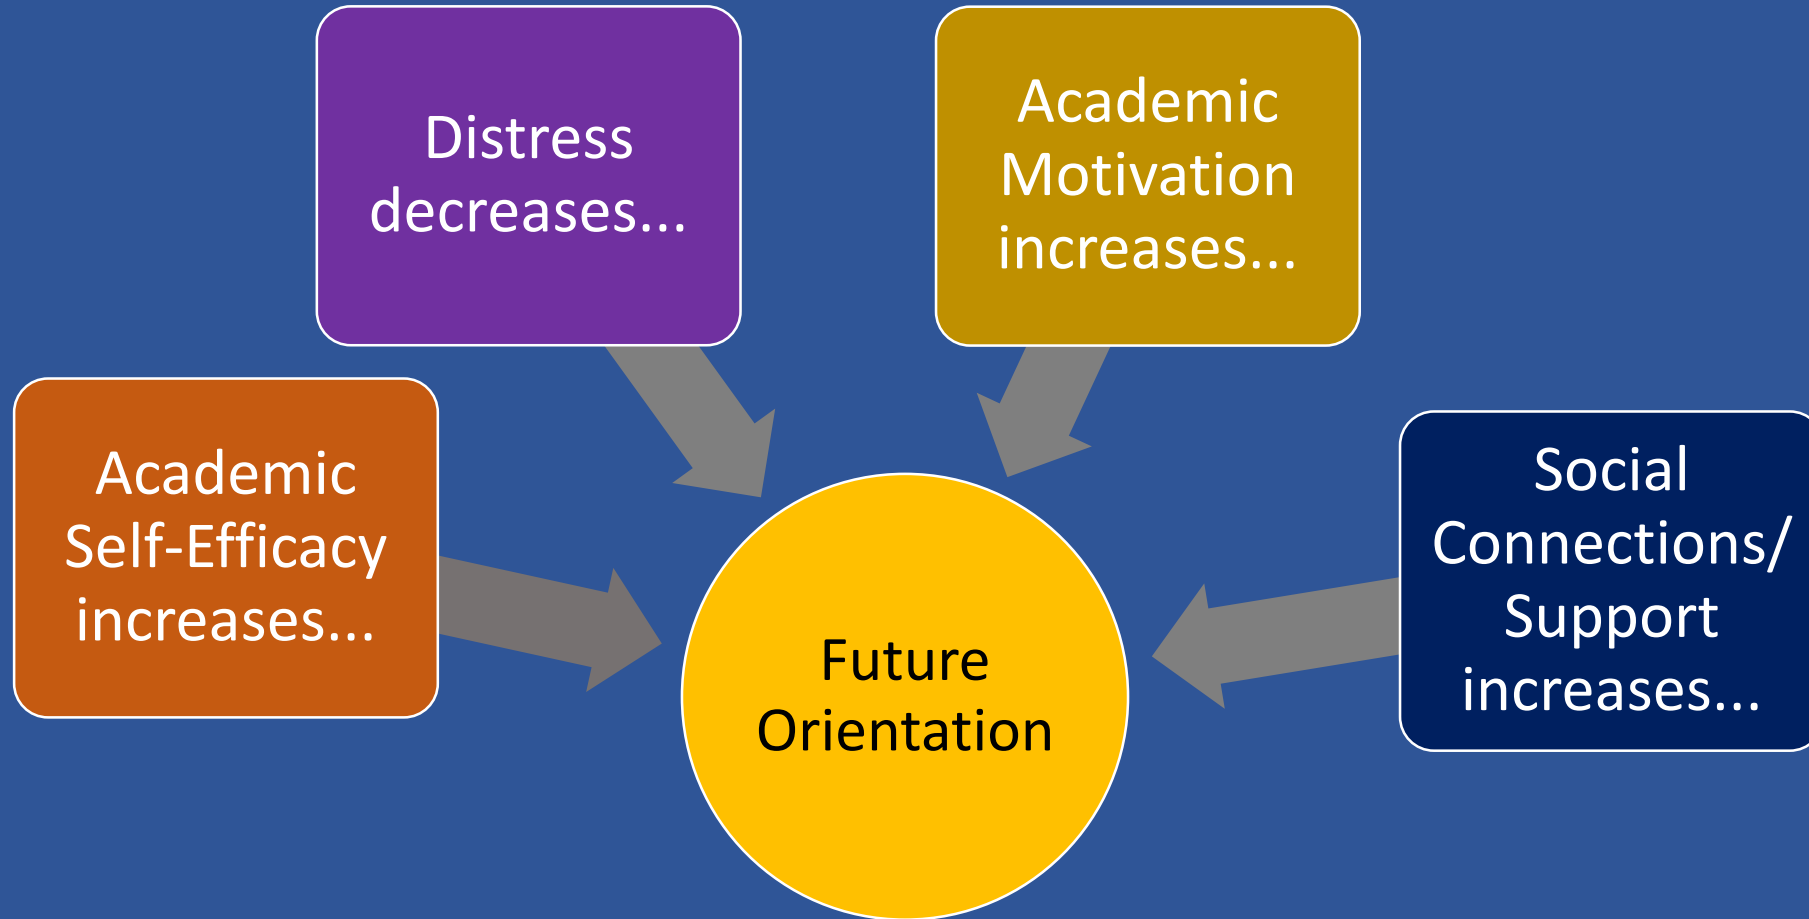 Distress
decreases...
Academic
Motivation
increases...
Academic
Self-Efficacy
increases...
Social
Connections/
Support
increases...
Future
Orientation